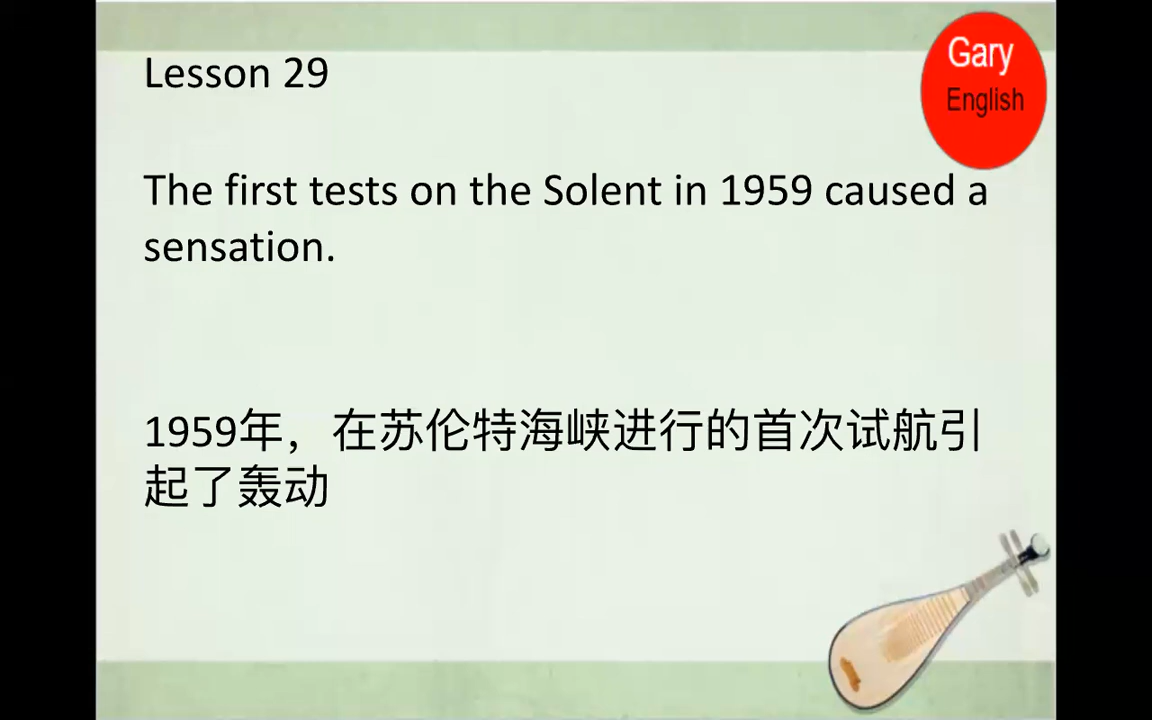 Lesson 29
Gary
English
The first tests on the Solent in 1959 caused a
sensation.
1959年，在苏伦特海峡进行的首次试航引
起了轰动